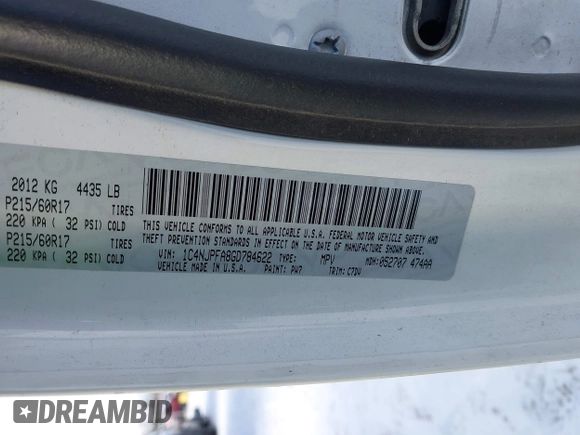 2012 KG 4435 LB
P215/60R17 TIRES
220 KPA ( 32 PSI) COLD
P215/60R17 TIRES
220 KPA ( 32 PSI) COLD
THIS VEHICLE CONFORMS TO ALL APPLICABLE U.S.A. FEDERAL MOTOR VEHICLE SAFETY AND
THEFT PREVENTION STANDARDS IN EFFECT ON THE DATE OF MANUFACTURE SHOWN ABOVE.
VIN: 1C4NJPFA8GD784622 TYPE: MPV MDH: 052707 474AA
VEHICLE MADE IN U.S.A. PAINT: PW7 TRIM: C7DV
DREAMBID